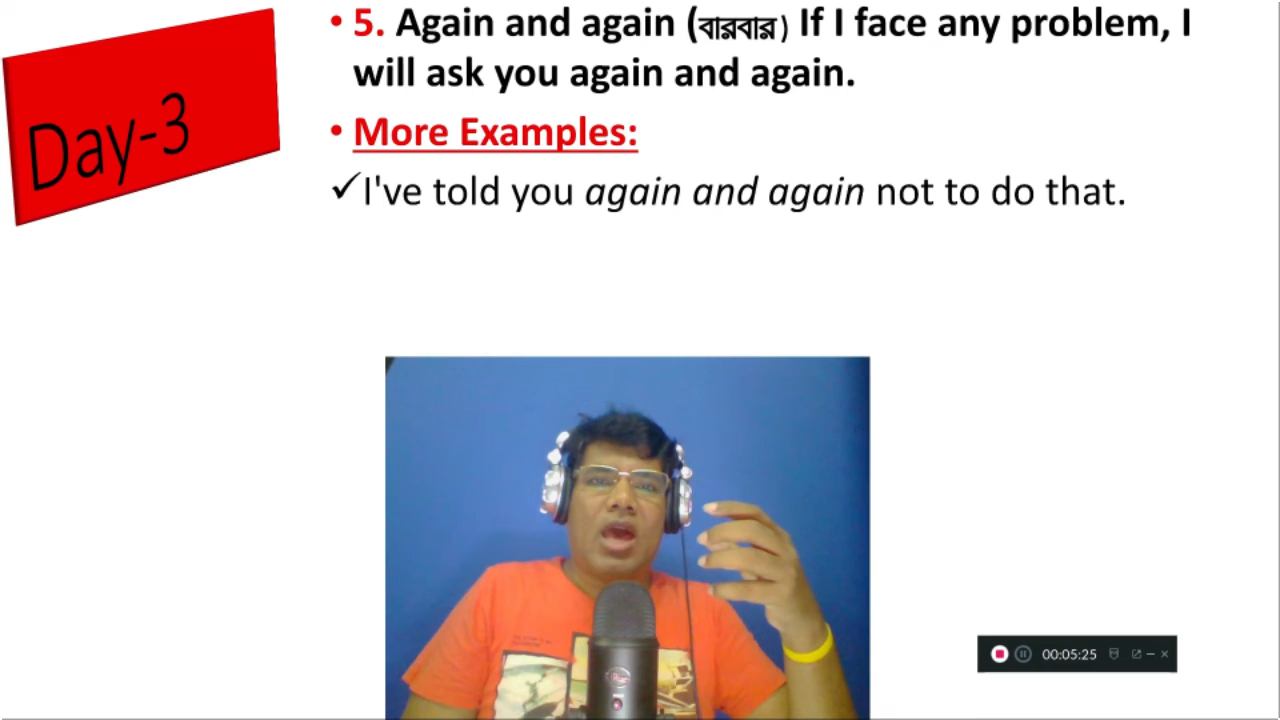 Day-3
• 5. Again and again (বারবার) If I face any problem, I
will ask you again and again.
• More Examples:
✓I've told you again and again not to do that.
00:05:25